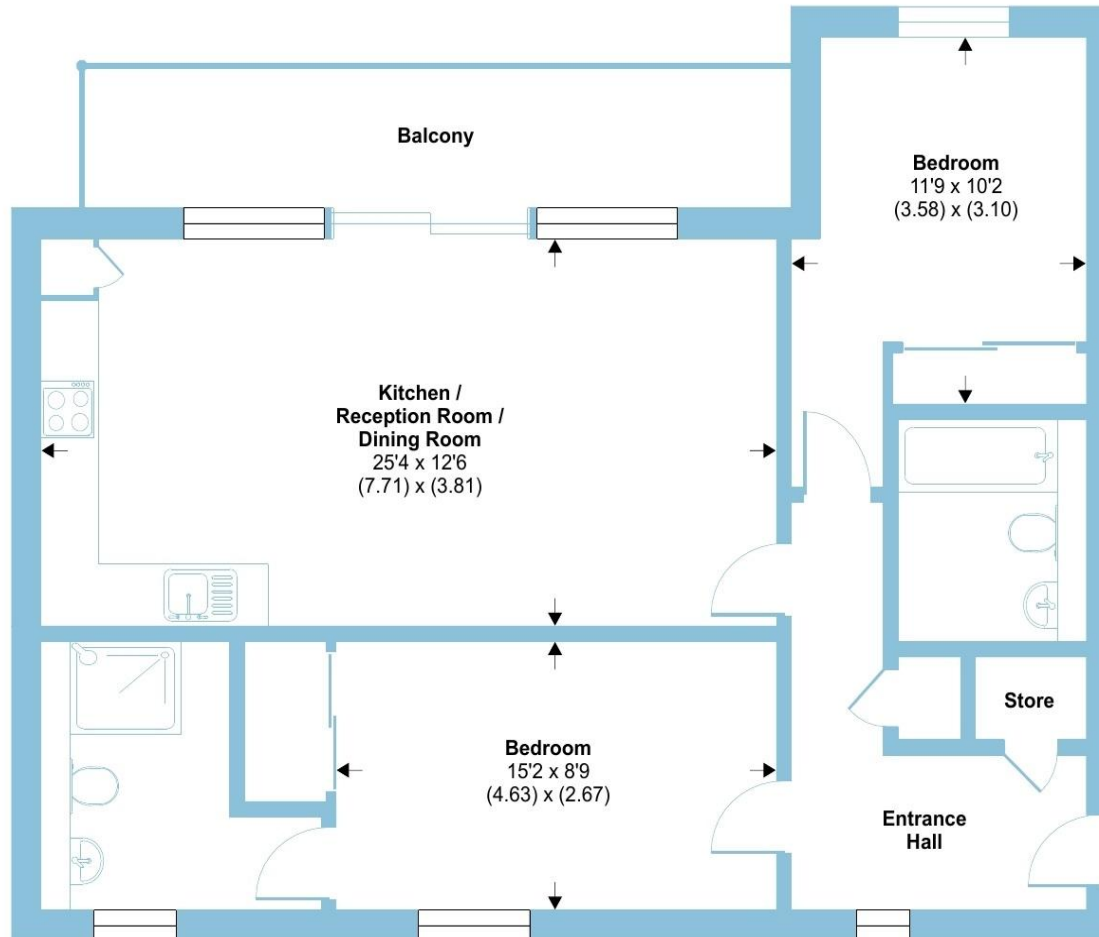 Balcony
Bedroom
11'9 x 10'2
(3.58) x (3.10)
Kitchen /
Reception Room /
Dining Room
25'4 x 12'6
(7.71) x (3.81)
Store
Bedroom
15'2 x 8'9
(4.63) x (2.67)
Entrance
Hall